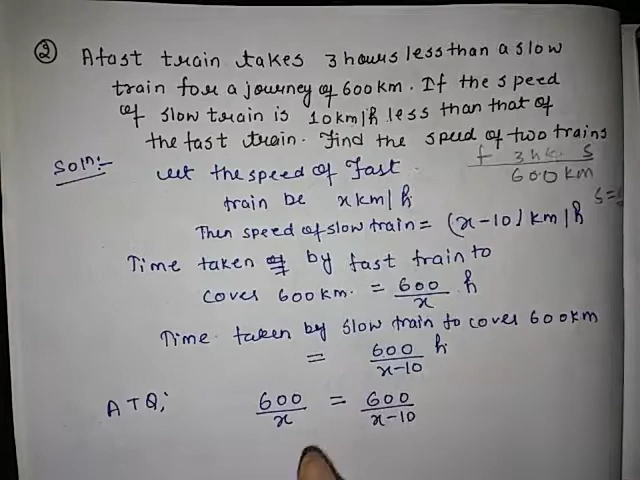 ② A fast train takes 3 hours less than a slow
train for a journey of 600 km. If the speed
of slow train is 10 km/h less than that of
the fast train. Find the speed of two trains
f 3hr. S
600 KM
Soln:- Let the speed of Fast
train be x km/h
S=
Then speed of slow train = (x-10) km/h
Time taken by fast train to
cover 600 km. = 600/x h
Time taken by slow train to cover 600km
= 600/x-10 h
ATQ; 600/x = 600/x-10